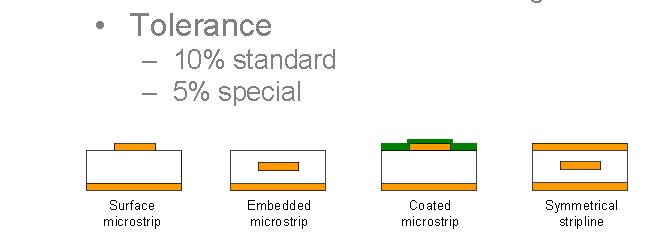 • Tolerance
– 10% standard
– 5% special
Surface
microstrip
Embedded
microstrip
Coated
microstrip
Symmetrical
stripline